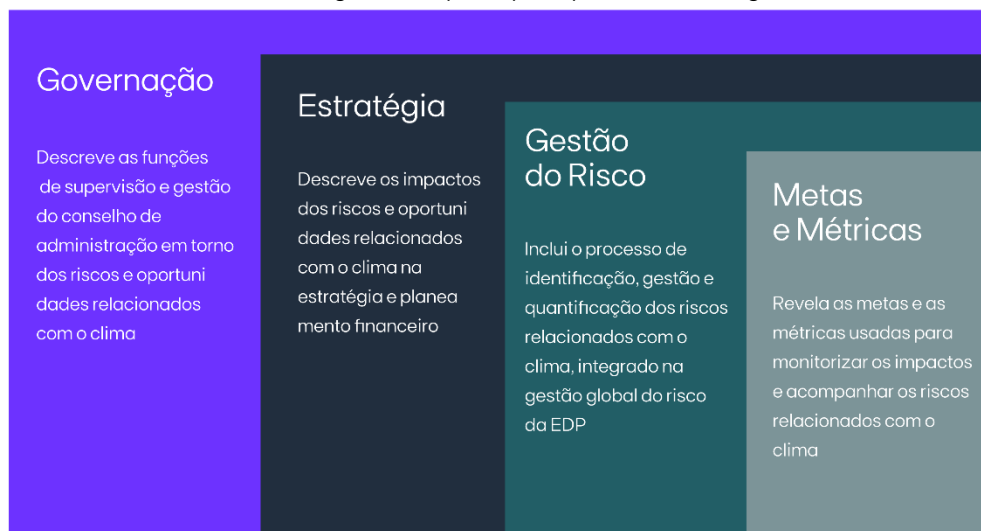 Governação
Descreve as funções
de supervisão e gestão
do conselho de
administração em torno
dos riscos e oportuni
dades relacionados
com o clima
Estratégia
Descreve os impactos
dos riscos e oportuni
dades relacionados
com o clima na
estratégia e planea
mento financeiro
Gestão
do Risco
Inclui o processo de
identificação, gestão e
quantificação dos riscos
relacionados com o
clima, integrado na
gestão global do risco
da EDP
Metas
e Métricas
Revela as metas e as
métricas usadas para
monitorizar os impactos
e acompanhar os riscos
relacionados com o
clima